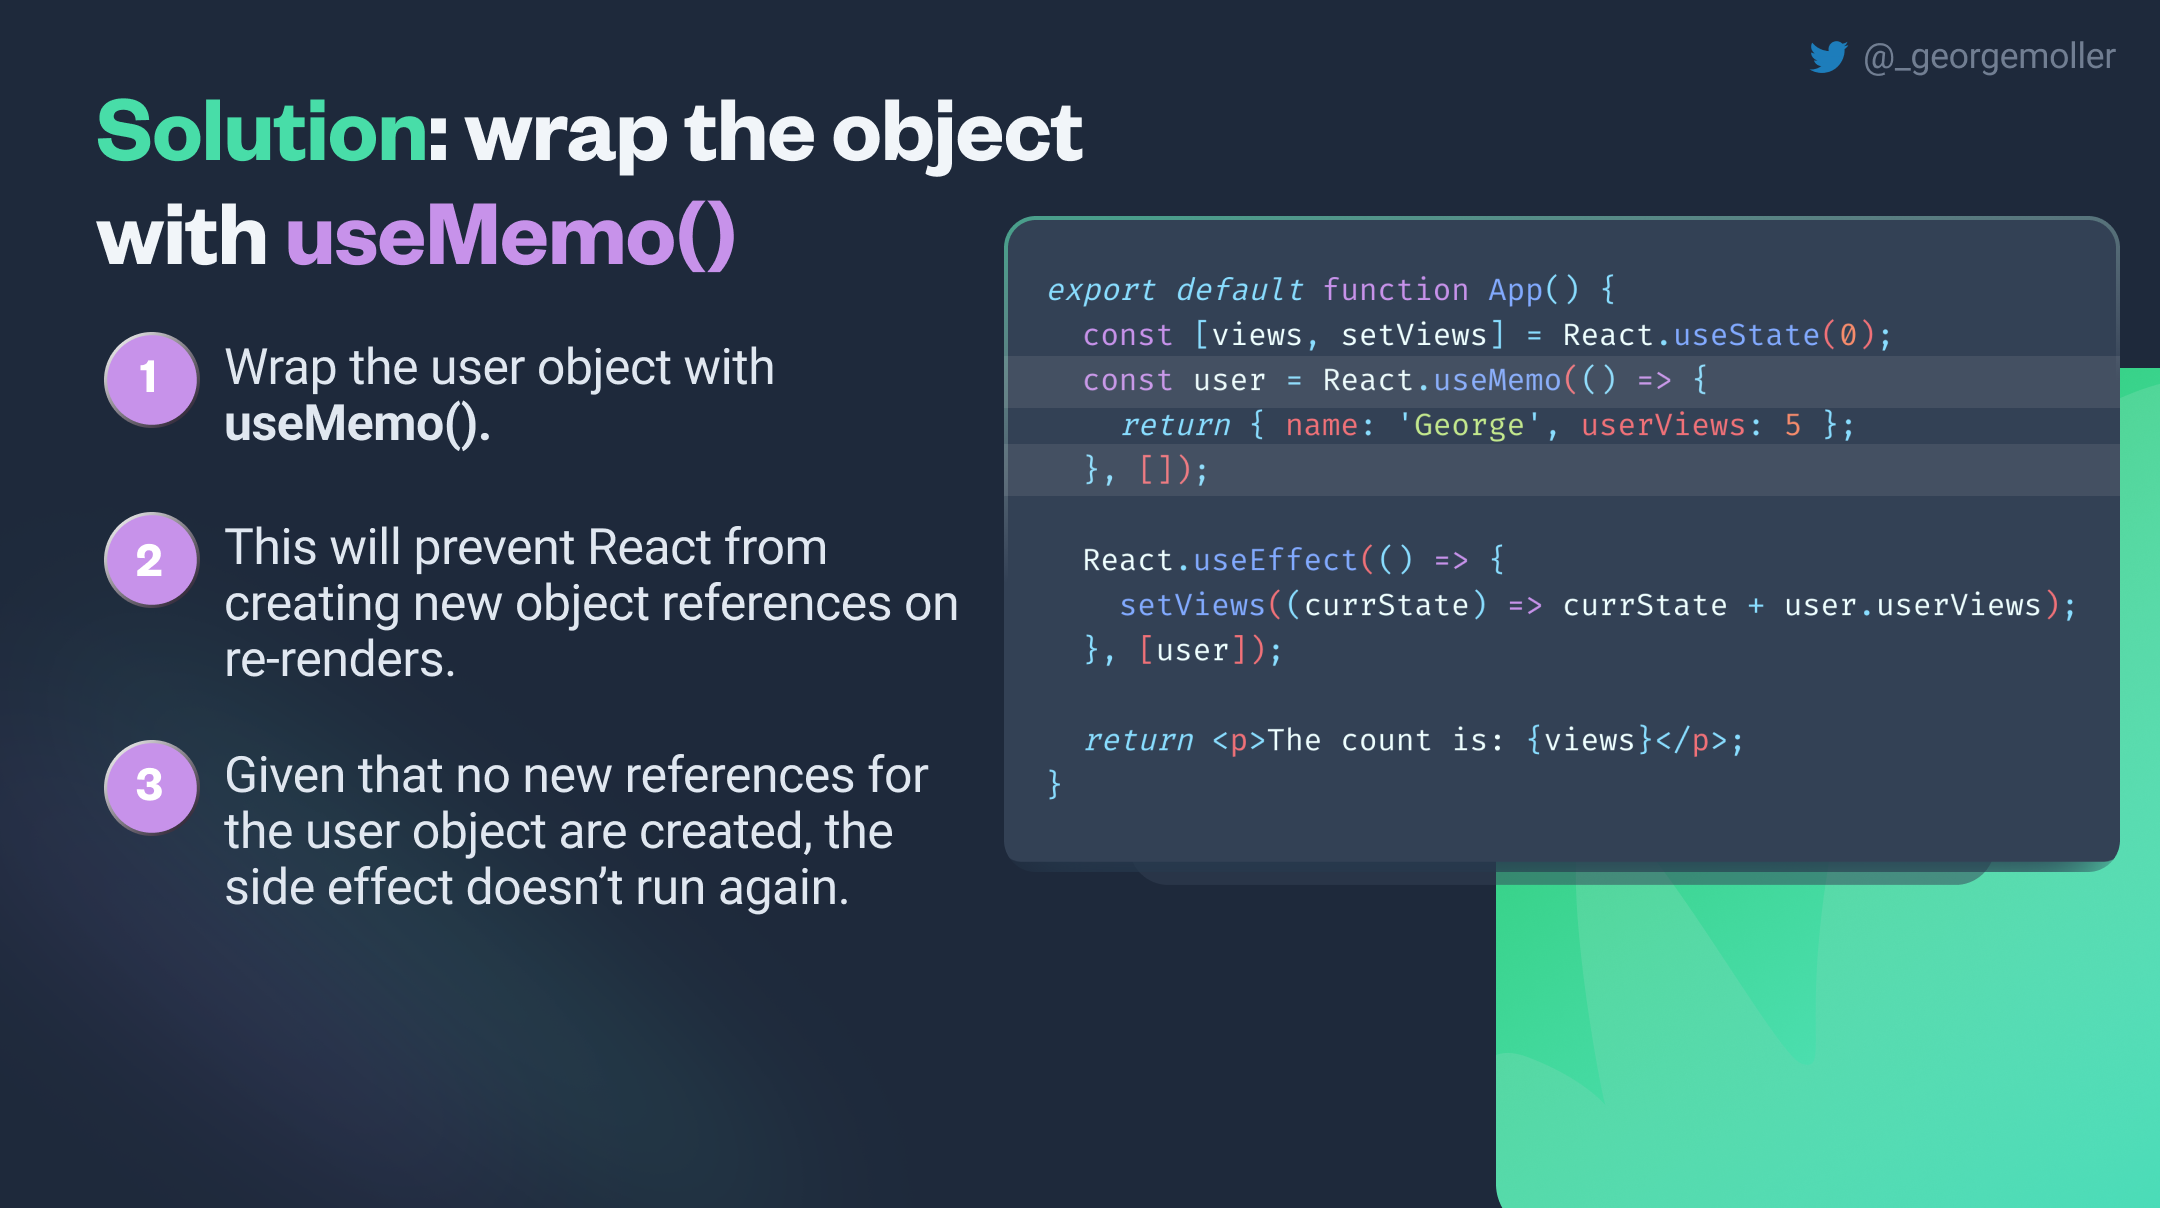 @_georgemoller
Solution: wrap the object
with useMemo()
1
Wrap the user object with
useMemo().
2
This will prevent React from
creating new object references on
re-renders.
3
Given that no new references for
the user object are created, the
side effect doesn’t run again.
export default function App() {
  const [views, setViews] = React.useState(0);
  const user = React.useMemo(() => {
    return { name: 'George', userViews: 5 };
  }, []);
  React.useEffect(() => {
    setViews((currState) => currState + user.userViews);
  }, [user]);
  return <p>The count is: {views}</p>;
}